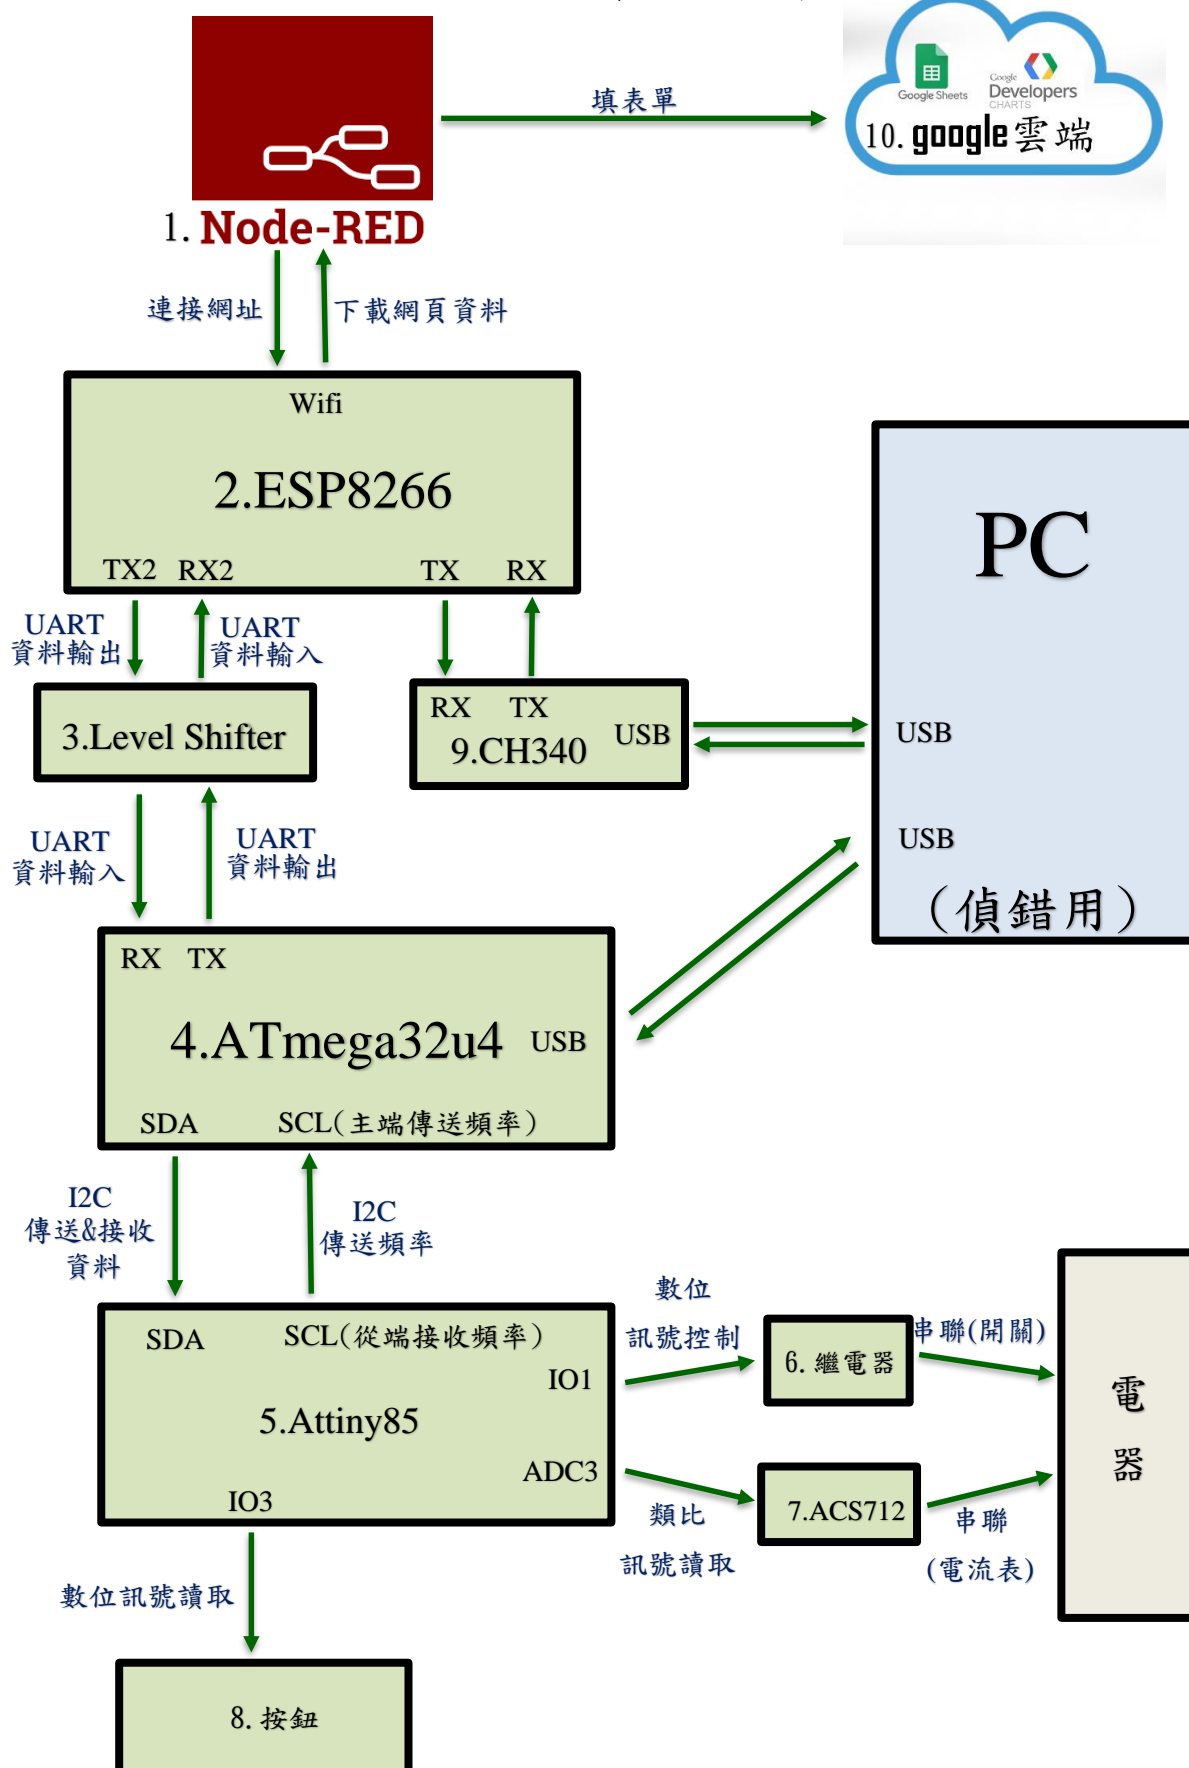 填表單
Google Sheets
Google
Developers
CHARTS
10. google雲端
1. Node-RED
連接網址
下載網頁資料
Wifi
2.ESP8266
TX2 RX2 TX RX
PC
UART
資料輸出
UART
資料輸入
3.Level Shifter
RX TX
USB
9.CH340
USB
UART
資料輸入
UART
資料輸出
USB
(偵錯用)
RX TX
4.ATmega32u4
USB
SDA
SCL(主端傳送頻率)
I2C
傳送&接收
資料
I2C
傳送頻率
SDA
SCL(從端接收頻率)
IO1
5.Attiny85
ADC3
IO3
數位
訊號控制
6. 繼電器
串聯(開關)
電
器
類比
訊號讀取
7.ACS712
串聯
(電流表)
數位訊號讀取
8. 按鈕